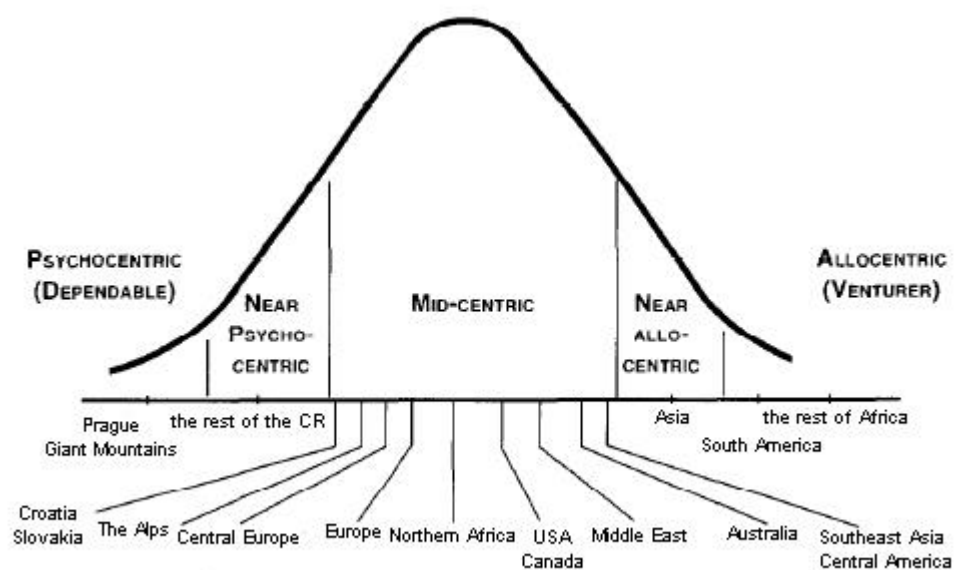 PSYCHOCENTRIC
(DEPENDABLE)
NEAR
PSYCHO-
CENTRIC
MID-CENTRIC
NEAR
ALLO-
CENTRIC
ALLOCENTRIC
(VENTURER)
Prague
Giant Mountains
the rest of the CR
Asia
South America
the rest of Africa
Croatia
Slovakia
The Alps
Central Europe
Europe
Northern Africa
USA
Canada
Middle East
Australia
Southeast Asia
Central America